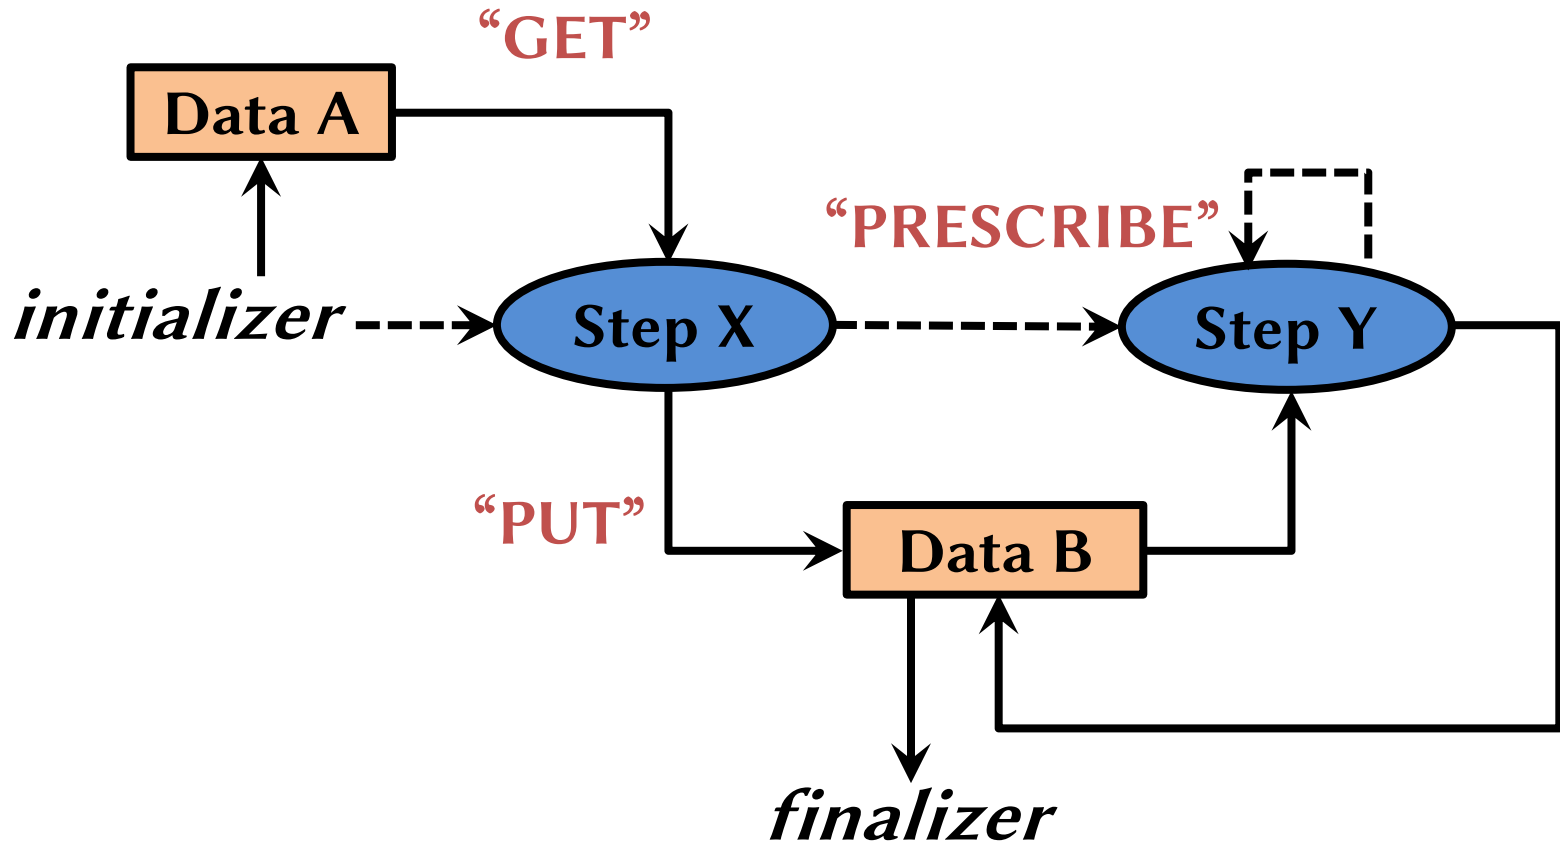 “GET”
Data A
“PRESCRIBE”
initializer
Step X
Step Y
“PUT”
Data B
finalizer